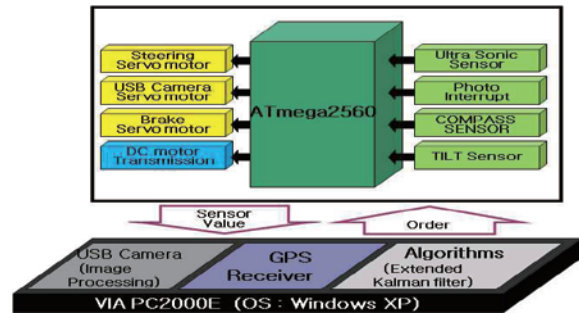 Steering
Servo motor
USB Camera
Servo motor
Brake
Servo motor
DC motor
Transmission
ATmega2560
Ultra Sonic
Sensor
Photo
Interrupt
COMPASS
SENSOR
TILT Sensor
Sensor
Value
Order
USB Camera
(Image
Processing)
GPS
Receiver
Algorithms
(Extended
Kalman filter)
VIA PC2000E (OS : Windows XP)